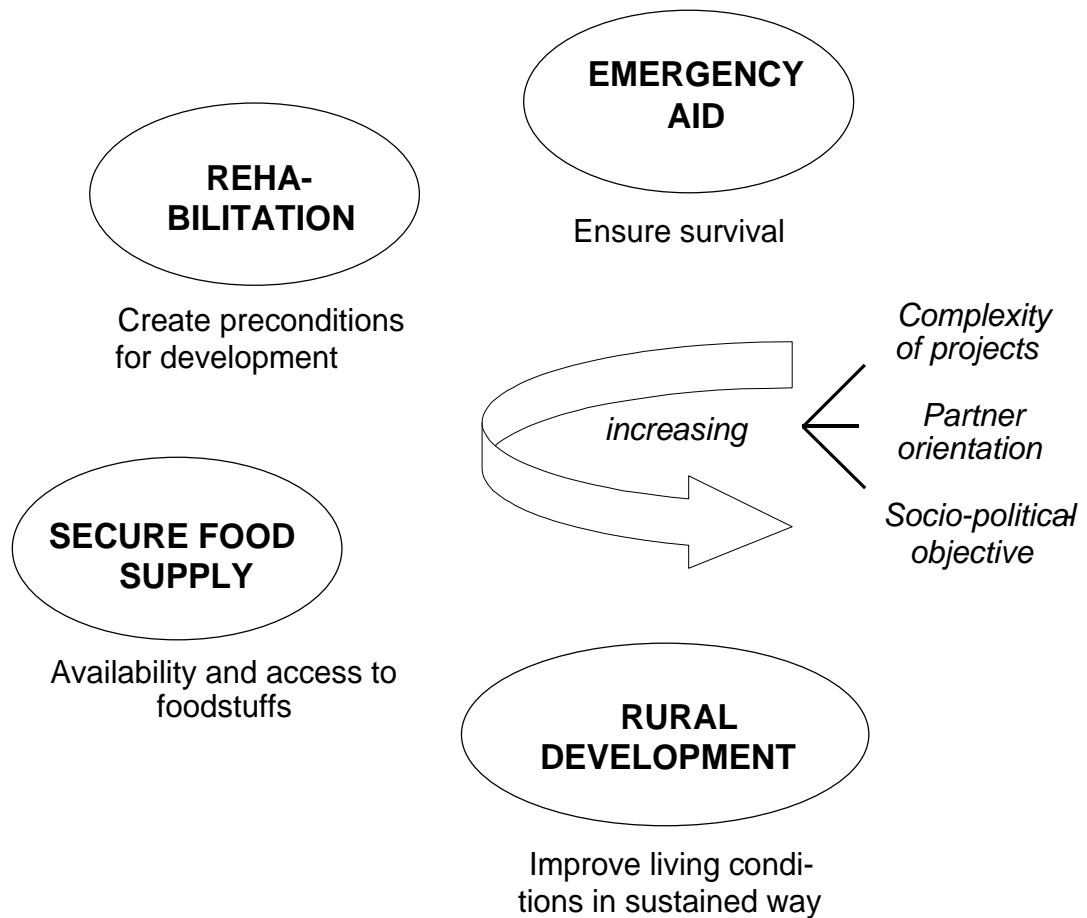 EMERGENCY
AID
Ensure survival
REHA-
BILITATION
Create preconditions
for development
Complexity
of projects
increasing
Partner
orientation
Socio-political-
objective
SECURE FOOD
SUPPLY
Availability and access to
foodstuffs
RURAL
DEVELOPMENT
Improve living condi-
tions in sustained way